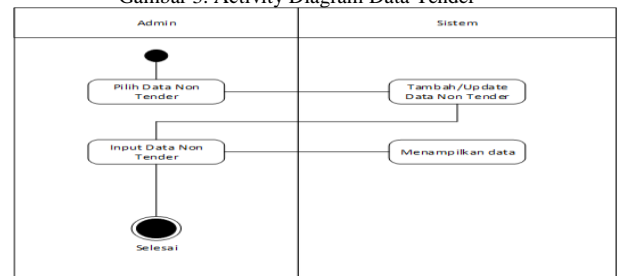 Gambar 3. Activity Diagram Data Tender
Admin
Sistem
Pilih Data Non
Tender
Tambah/Update
Data Non Tender
Input Data Non
Tender
Menampilkan data
Selesai